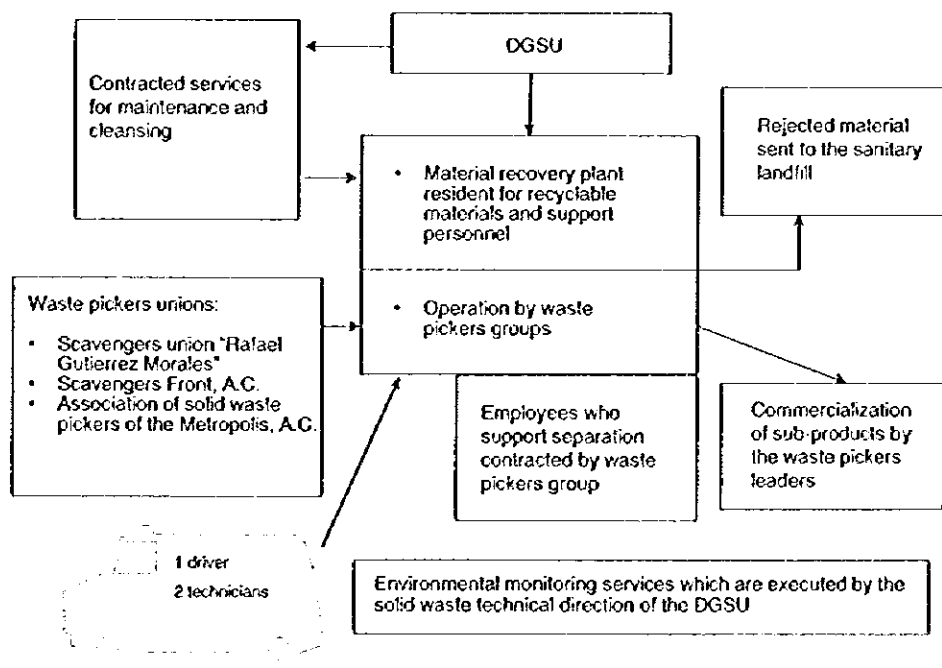 DGSU
Contracted services
for maintenance and
cleansing
Rejected material
sent to the sanitary
landfill
• Material recovery plant
resident for recyclable
materials and support
personnel
• Operation by waste
pickers groups
Waste pickers unions:
• Scavengers union "Rafael
Gutierrez Morales"
• Scavengers Front, A.C.
• Association of solid waste
pickers of the Metropolis, A.C.
Employees who
support separation
contracted by waste
pickers group
Commercialization
of sub-products by
the waste pickers
leaders
1 driver
2 technicians
Environmental monitoring services which are executed by the
solid waste technical direction of the DGSU